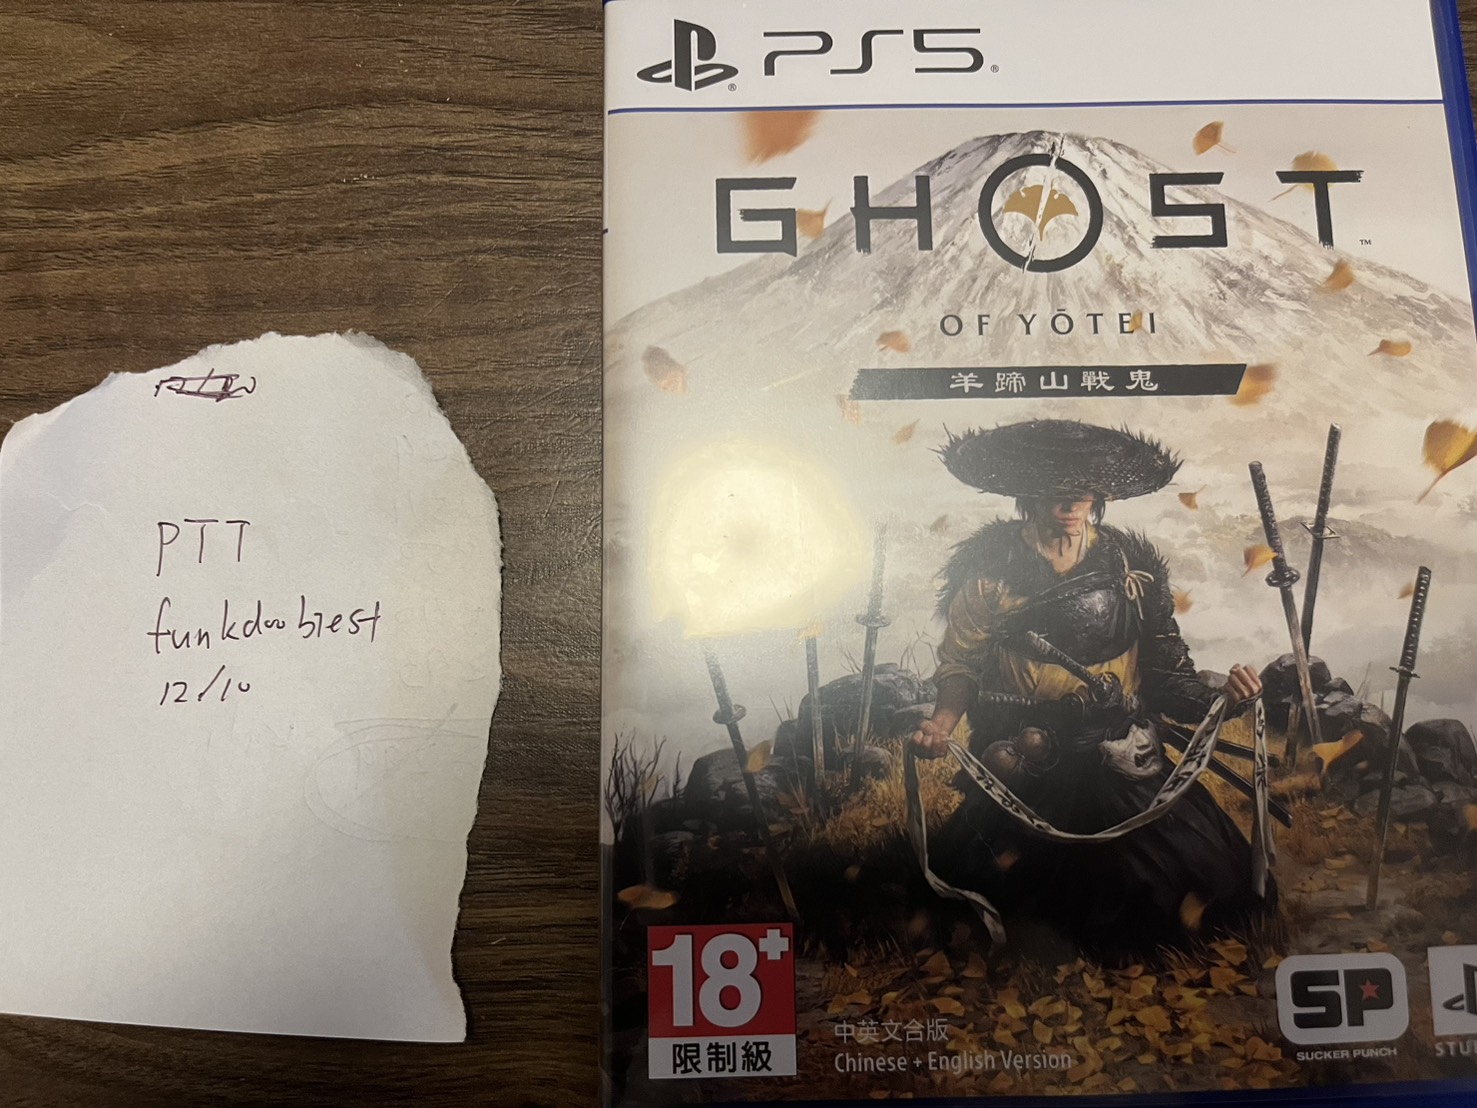 PTT
funkdoobiest
12/10
PS5
GHOST
OF YŌTEI
羊蹄山戰鬼
18+
限制級
中英文合版
Chinese + English Version
SP
SUCKER PUNCH